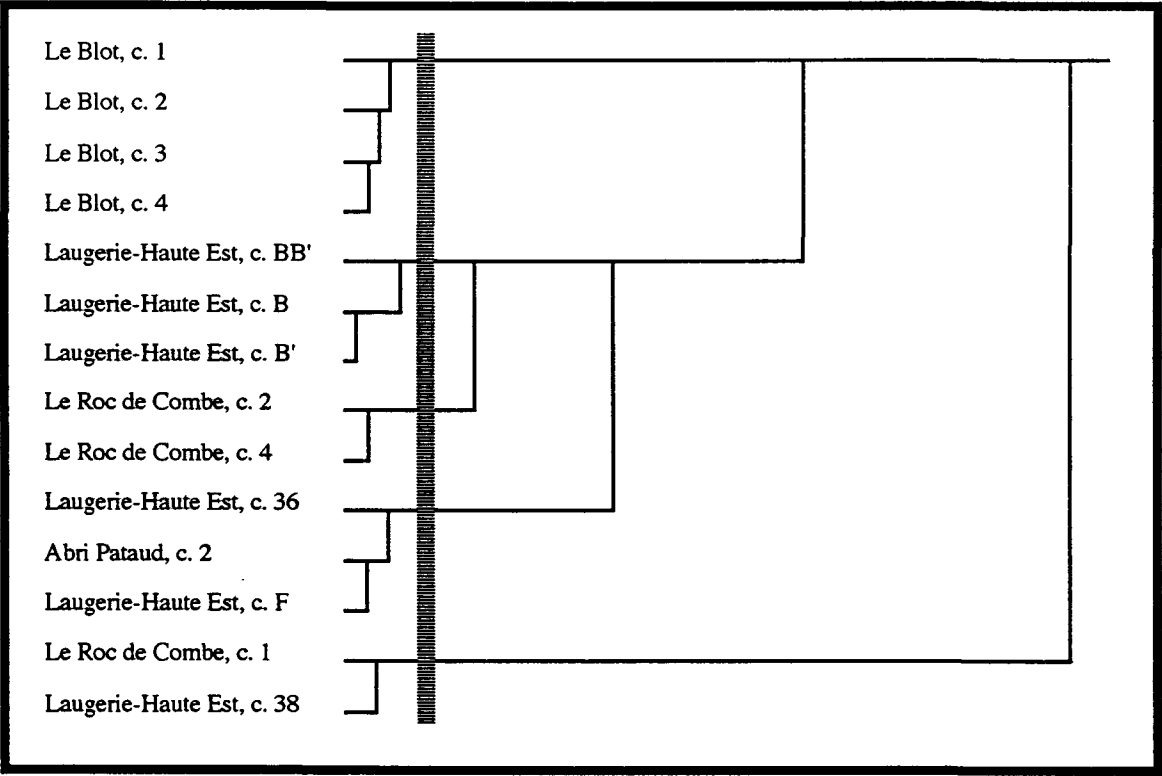 Le Blot, c. 1
Le Blot, c. 2
Le Blot, c. 3
Le Blot, c. 4
Laugerie-Haute Est, c. BB'
Laugerie-Haute Est, c. B
Laugerie-Haute Est, c. B'
Le Roc de Combe, c. 2
Le Roc de Combe, c. 4
Laugerie-Haute Est, c. 36
Abri Pataud, c. 2
Laugerie-Haute Est, c. F
Le Roc de Combe, c. 1
Laugerie-Haute Est, c. 38